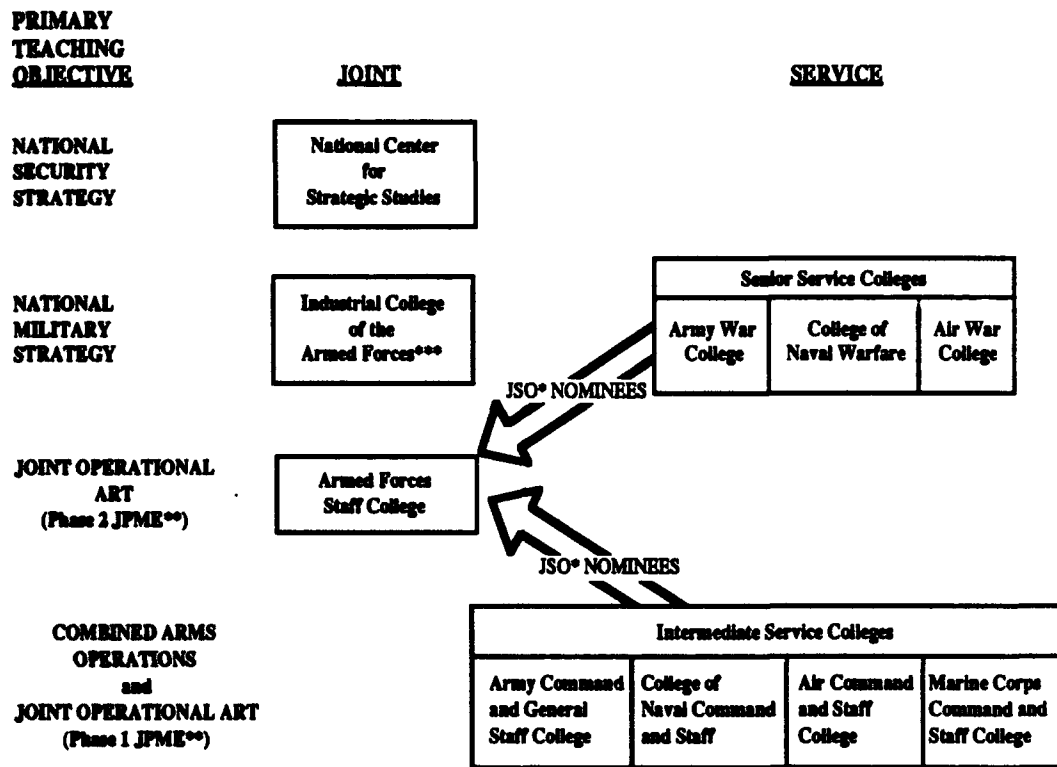 PRIMARY
TEACHING
OBJECTIVE
JOINT
SERVICE
NATIONAL
SECURITY
STRATEGY
National Center
for
Strategic Studies
NATIONAL
MILITARY
STRATEGY
Industrial College
of the
Armed Forces***
Senior Service Colleges
Army War
College
College of
Naval Warfare
Air War
College
JSO* NOMINEES
JOINT OPERATIONAL
ART
(Phase 2 JPME**)
Armed Forces
Staff College
JSO* NOMINEES
COMBINED ARMS
OPERATIONS
and
JOINT OPERATIONAL ART
(Phase 1 JPME**)
Intermediate Service Colleges
Army Command
and General
Staff College
College of
Naval Command
and Staff
Air Command
and Staff
College
Marine Corps
Command and
Staff College